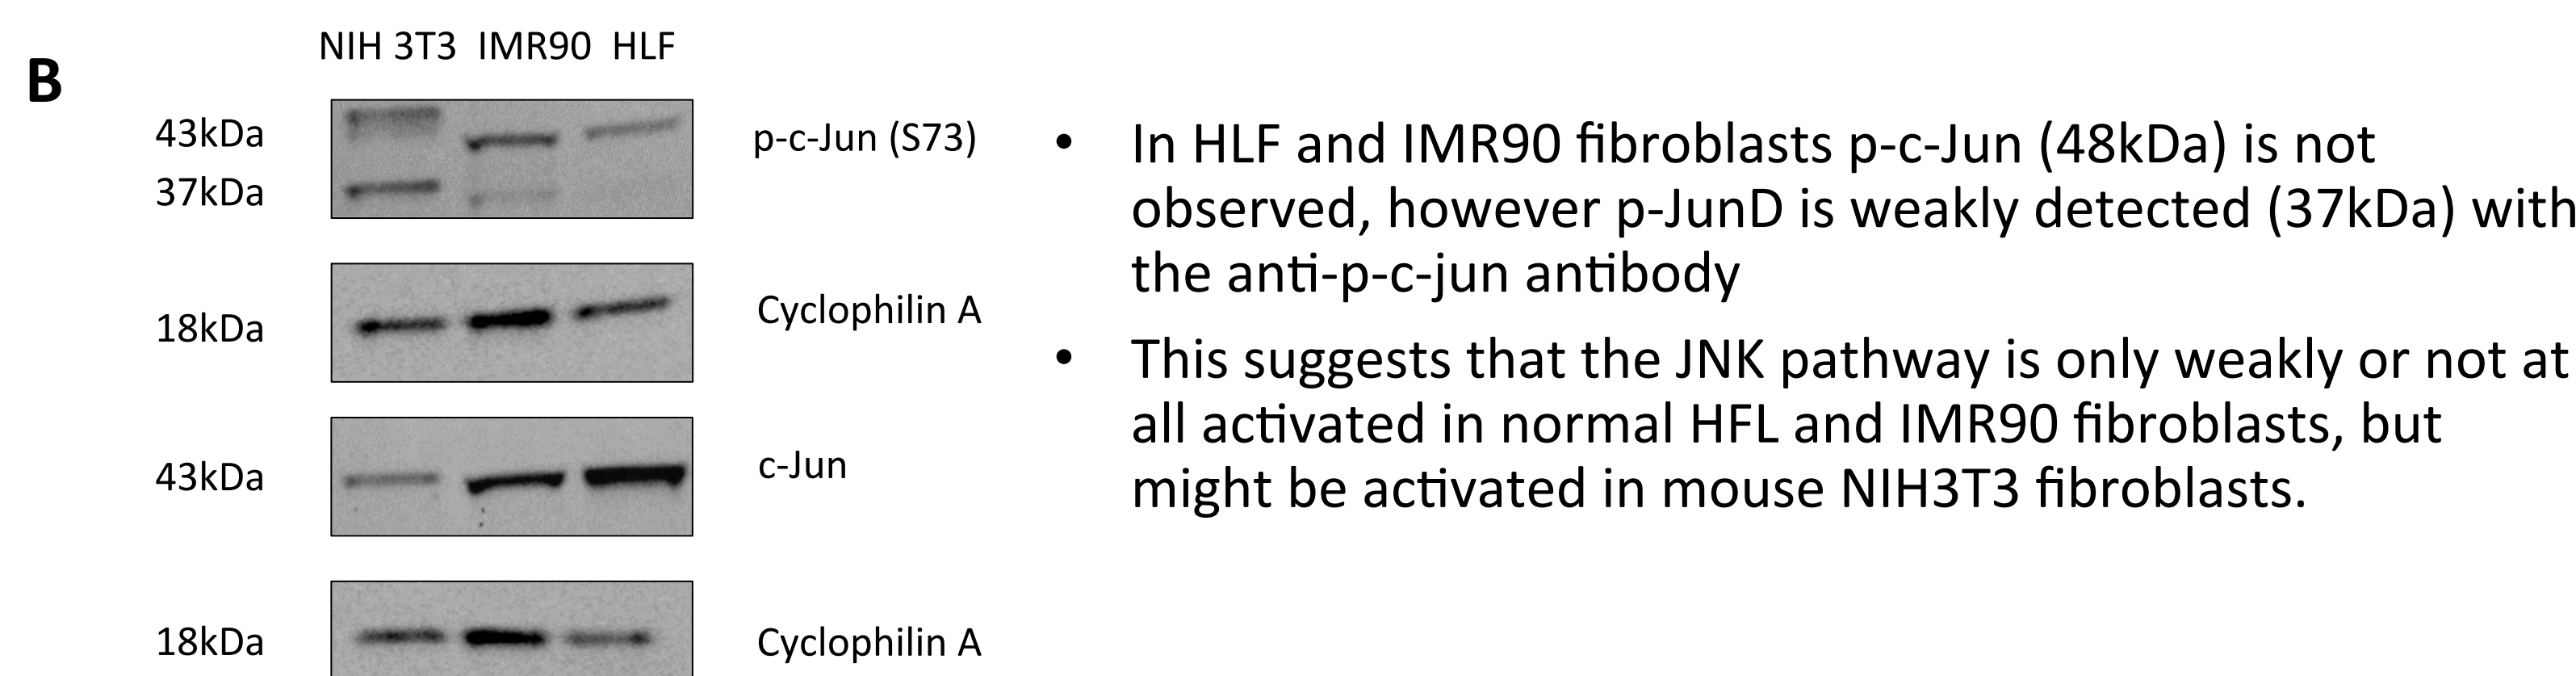 B
NIH 3T3 IMR90 HLF
43kDa
37kDa
p-c-Jun (S73)
18kDa
Cyclophilin A
43kDa
c-Jun
18kDa
Cyclophilin A
• In HLF and IMR90 fibroblasts p-c-Jun (48kDa) is not
observed, however p-JunD is weakly detected (37kDa) with
the anti-p-c-jun antibody
• This suggests that the JNK pathway is only weakly or not at
all activated in normal HFL and IMR90 fibroblasts, but
might be activated in mouse NIH3T3 fibroblasts.